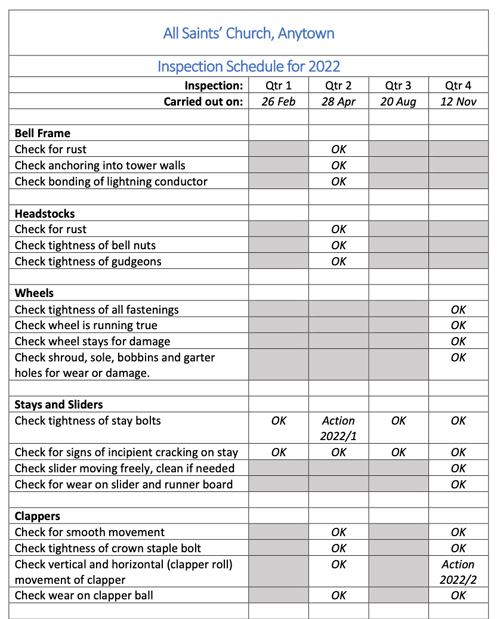 All Saints’ Church, Anytown
Inspection Schedule for 2022
Inspection: Qtr 1 Qtr 2 Qtr 3 Qtr 4
Carried out on: 26 Feb 28 Apr 20 Aug 12 Nov
Bell Frame
Check for rust OK
Check anchoring into tower walls OK
Check bonding of lightning conductor OK
Headstocks
Check for rust OK
Check tightness of bell nuts OK
Check tightness of gudgeons OK
Wheels
Check tightness of all fastenings OK
Check wheel is running true OK
Check wheel stays for damage OK
Check shroud, sole, bobbins and garter OK
holes for wear or damage.
Stays and Sliders
Check tightness of stay bolts OK Action OK OK
2022/1
Check for signs of incipient cracking on stay OK OK OK OK
Check slider moving freely, clean if needed OK
Check for wear on slider and runner board OK
Clappers
Check for smooth movement OK OK
Check tightness of crown staple bolt OK OK
Check vertical and horizontal (clapper roll) OK Action
movement of clapper 2022/2
Check wear on clapper ball OK OK